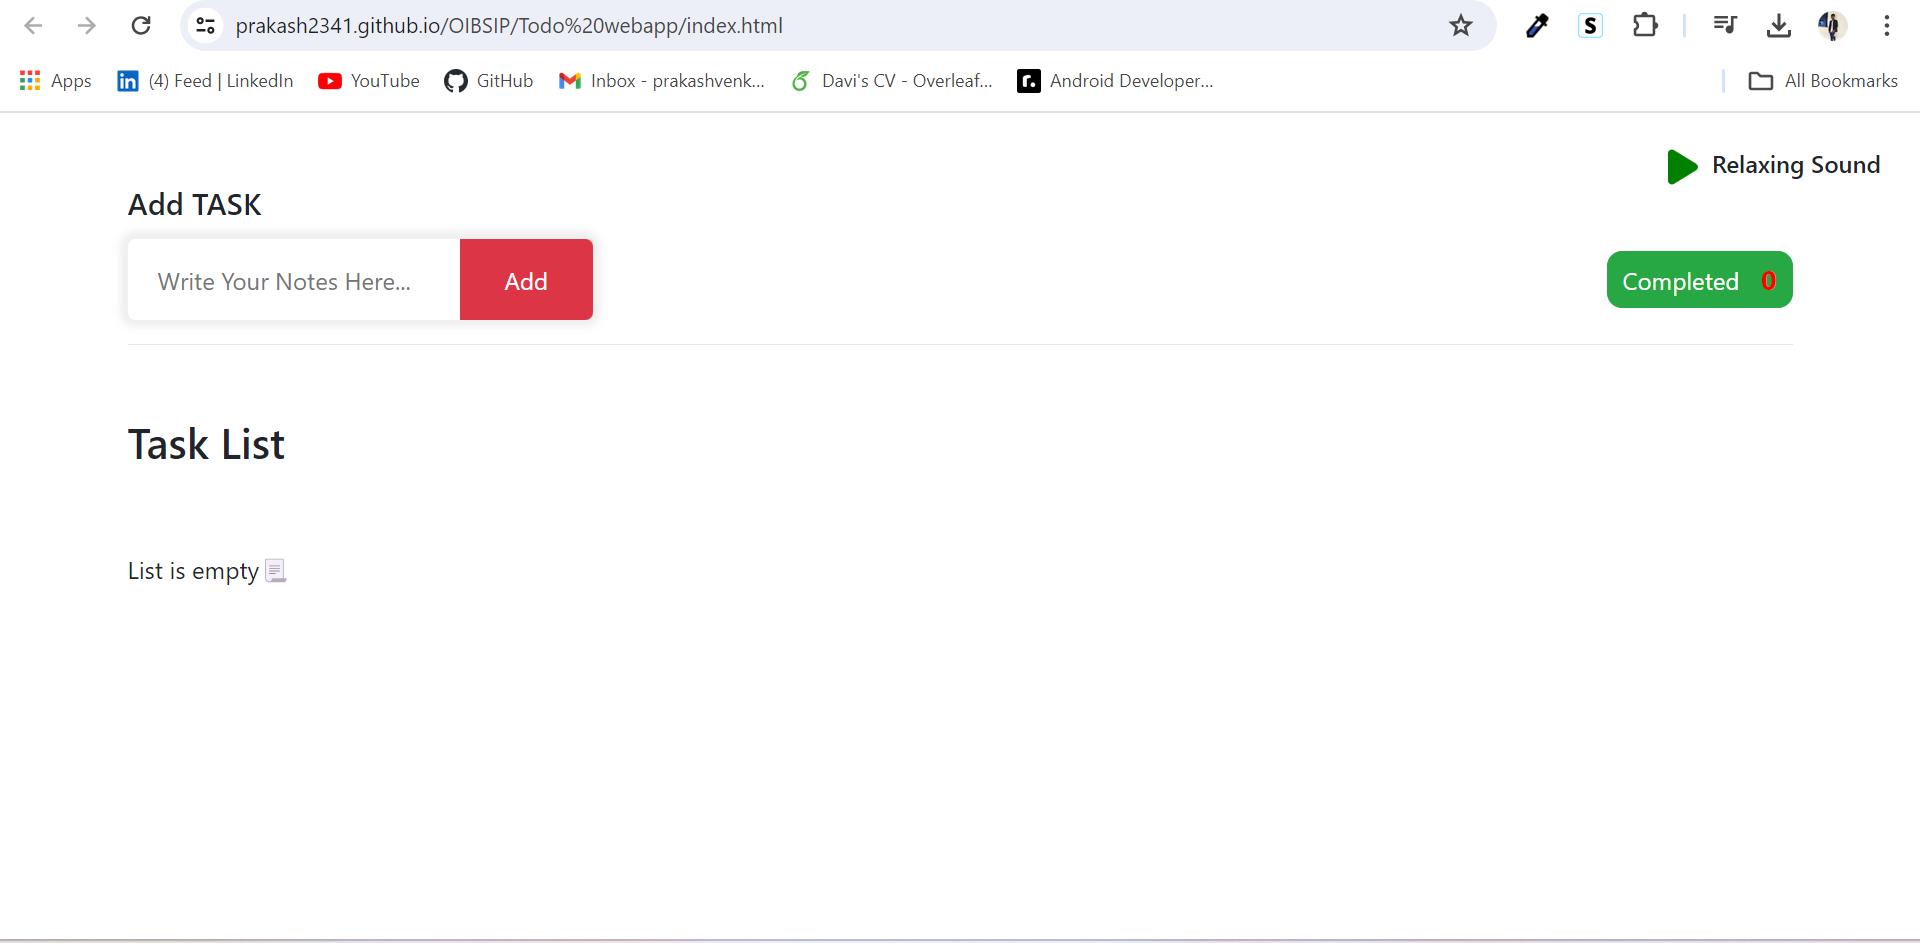 prakash2341.github.io/OIBSIP/Todo%20webapp/index.html
S
Apps (4) Feed | LinkedIn YouTube GitHub Inbox - prakashvenk... Davi's CV - Overleaf... r. Android Developer... All Bookmarks
Relaxing Sound
Add TASK
Write Your Notes Here... Add Completed 0
Task List
List is empty